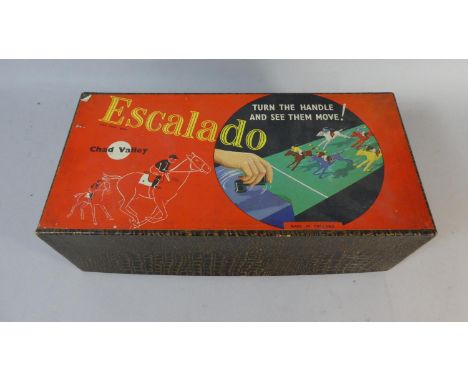 Escalado
TURN THE HANDLE
AND SEE THEM MOVE!
Chad Valley
MADE IN ENGLAND